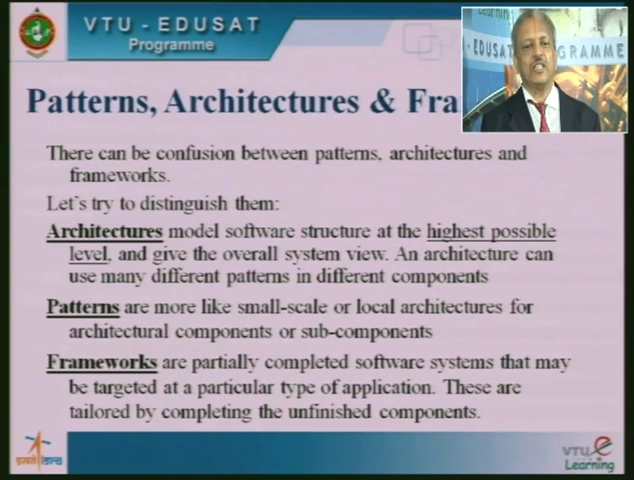 VTU - EDUSAT
Programme
- EDUSAT
OGRAMME
Patterns, Architectures & Fra
There can be confusion between patterns, architectures and
frameworks.
Let's try to distinguish them:
Architectures model software structure at the highest possible
level, and give the overall system view. An architecture can
use many different patterns in different components
Patterns are more like small-scale or local architectures for
architectural components or sub-components
Frameworks are partially completed software systems that may
be targeted at a particular type of application. These are
tailored by completing the unfinished components.
VTU e
Learning